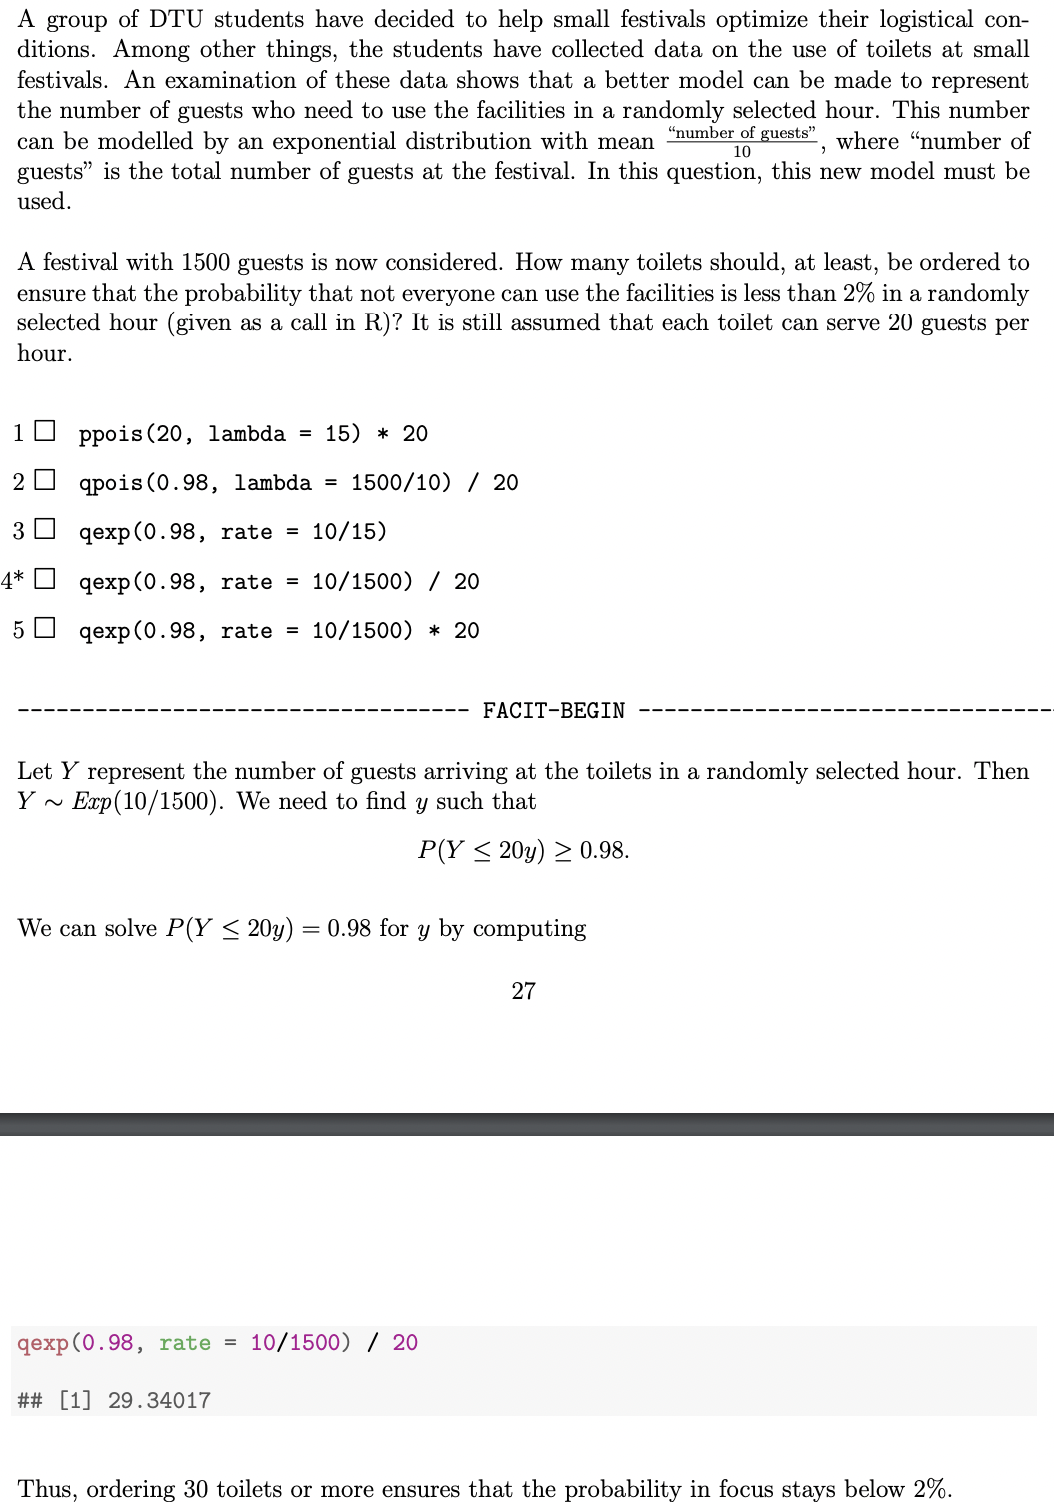 A group of DTU students have decided to help small festivals optimize their logistical con-
ditions. Among other things, the students have collected data on the use of toilets at small
festivals. An examination of these data shows that a better model can be made to represent
the number of guests who need to use the facilities in a randomly selected hour. This number
can be modelled by an exponential distribution with mean “number of guests”/10, where “number of
guests” is the total number of guests at the festival. In this question, this new model must be
used.
A festival with 1500 guests is now considered. How many toilets should, at least, be ordered to
ensure that the probability that not everyone can use the facilities is less than 2% in a randomly
selected hour (given as a call in R)? It is still assumed that each toilet can serve 20 guests per
hour.
1 □ ppois(20, lambda = 15) * 20
2 □ qpois(0.98, lambda = 1500/10) / 20
3 □ qexp(0.98, rate = 10/15)
4* □ qexp(0.98, rate = 10/1500) / 20
5 □ qexp(0.98, rate = 10/1500) * 20
----------------------------------- FACIT-BEGIN --------------------------------
Let Y represent the number of guests arriving at the toilets in a randomly selected hour. Then
Y ∼ Exp(10/1500). We need to find y such that
P(Y ≤ 20y) ≥ 0.98.
We can solve P(Y ≤ 20y) = 0.98 for y by computing
27
qexp(0.98, rate = 10/1500) / 20
## [1] 29.34017
Thus, ordering 30 toilets or more ensures that the probability in focus stays below 2%.